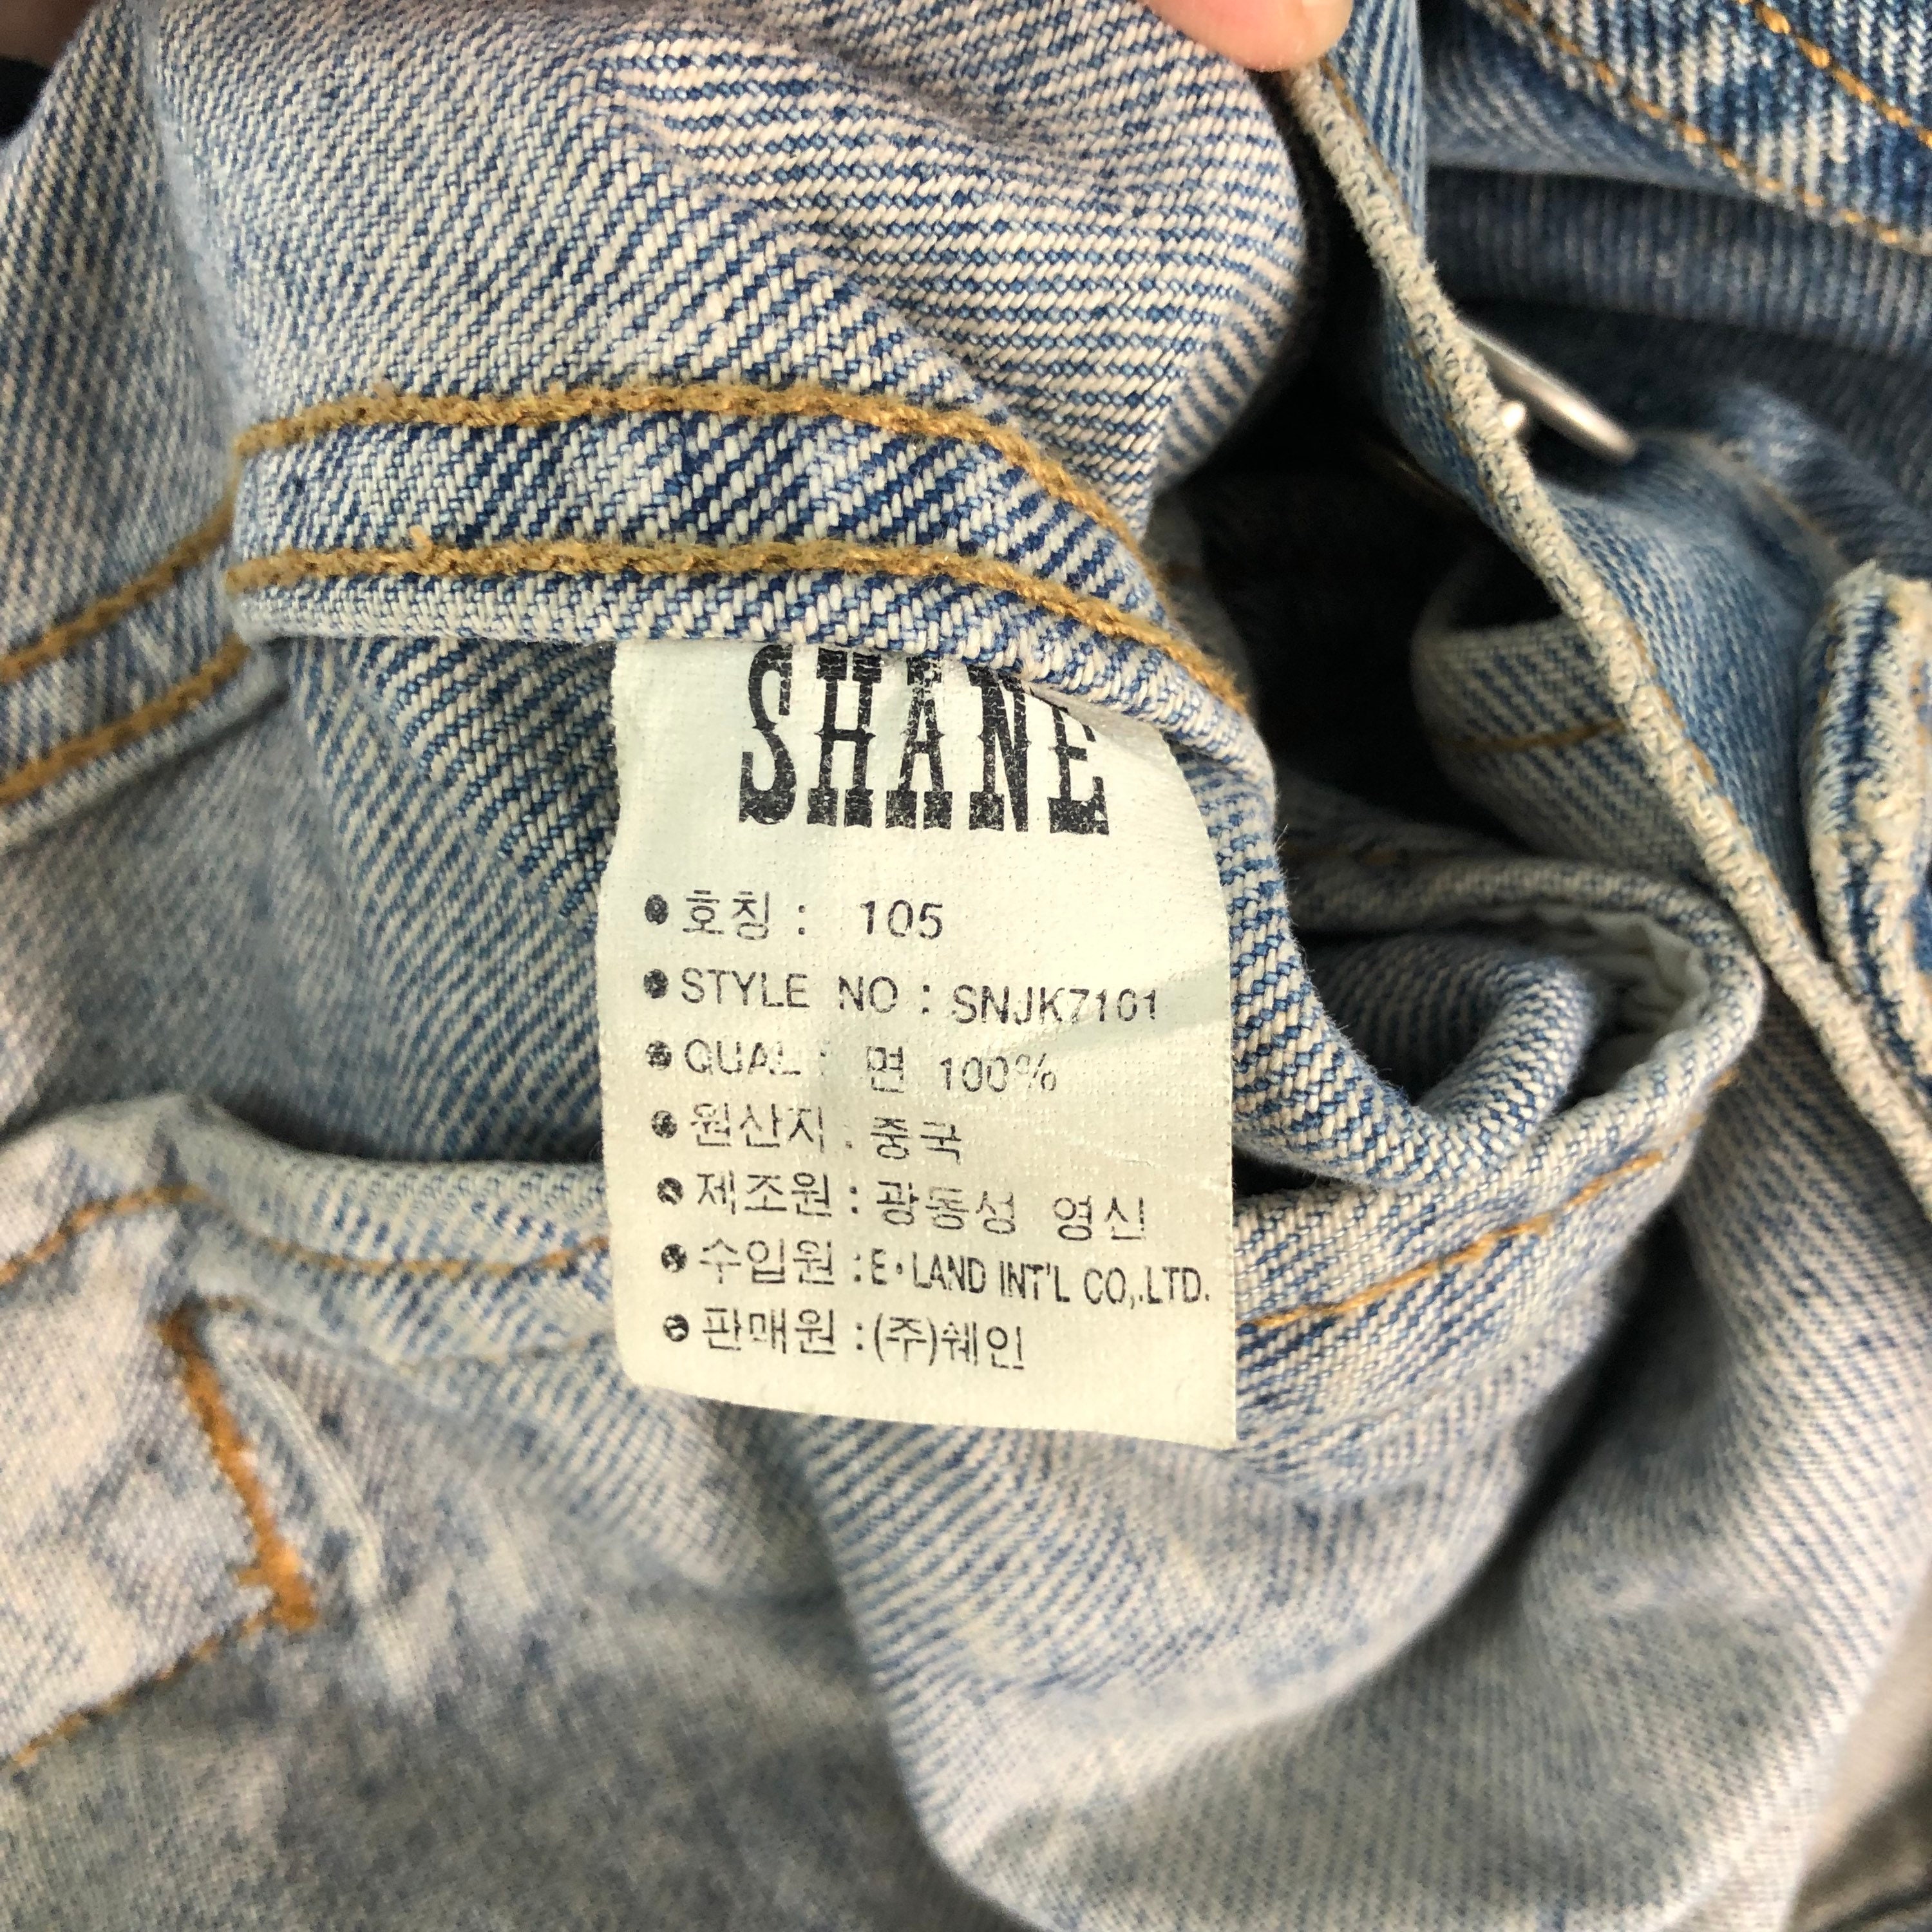 SHANE
● 호칭 : 105
● STYLE NO : SNJK7101
● QUAL : 면 100%
● 원산지 : 중국
● 제조원 : 광동성 영신
● 수입원 : E·LAND INT'L CO,.LTD.
● 판매원 : (주)쉐인